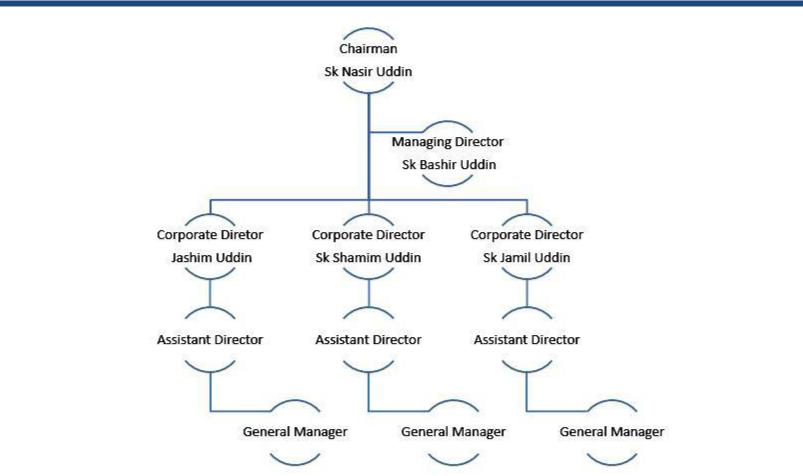 Chairman
Sk Nasir Uddin
Managing Director
Sk Bashir Uddin
Corporate Diretor
Jashim Uddin
Corporate Director
Sk Shamim Uddin
Corporate Director
Sk Jamil Uddin
Assistant Director
Assistant Director
Assistant Director
General Manager
General Manager
General Manager